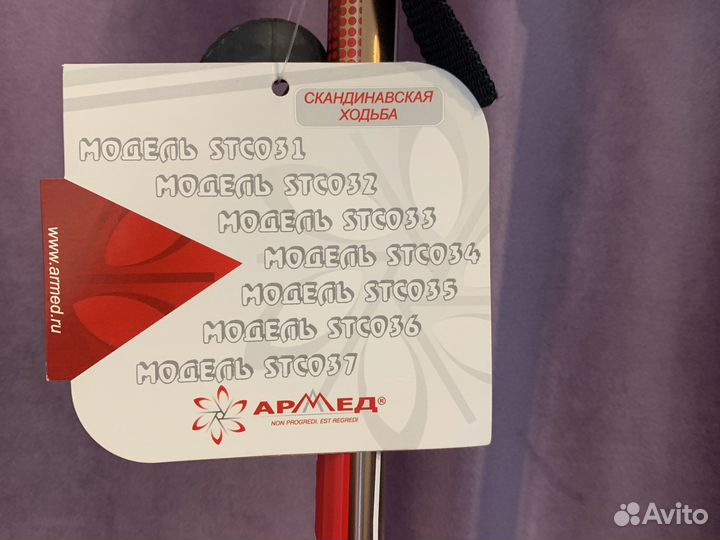 СКАНДИНАВСКАЯ
ХОДЬБА
МОДЕЛЬ STC031
МОДЕЛЬ STC032
МОДЕЛЬ STC033
МОДЕЛЬ STC034
МОДЕЛЬ STC035
МОДЕЛЬ STC036
МОДЕЛЬ STC037
www.armed.ru
АРМЕД®
NON PROGREDI, EST REGREDI
Avito